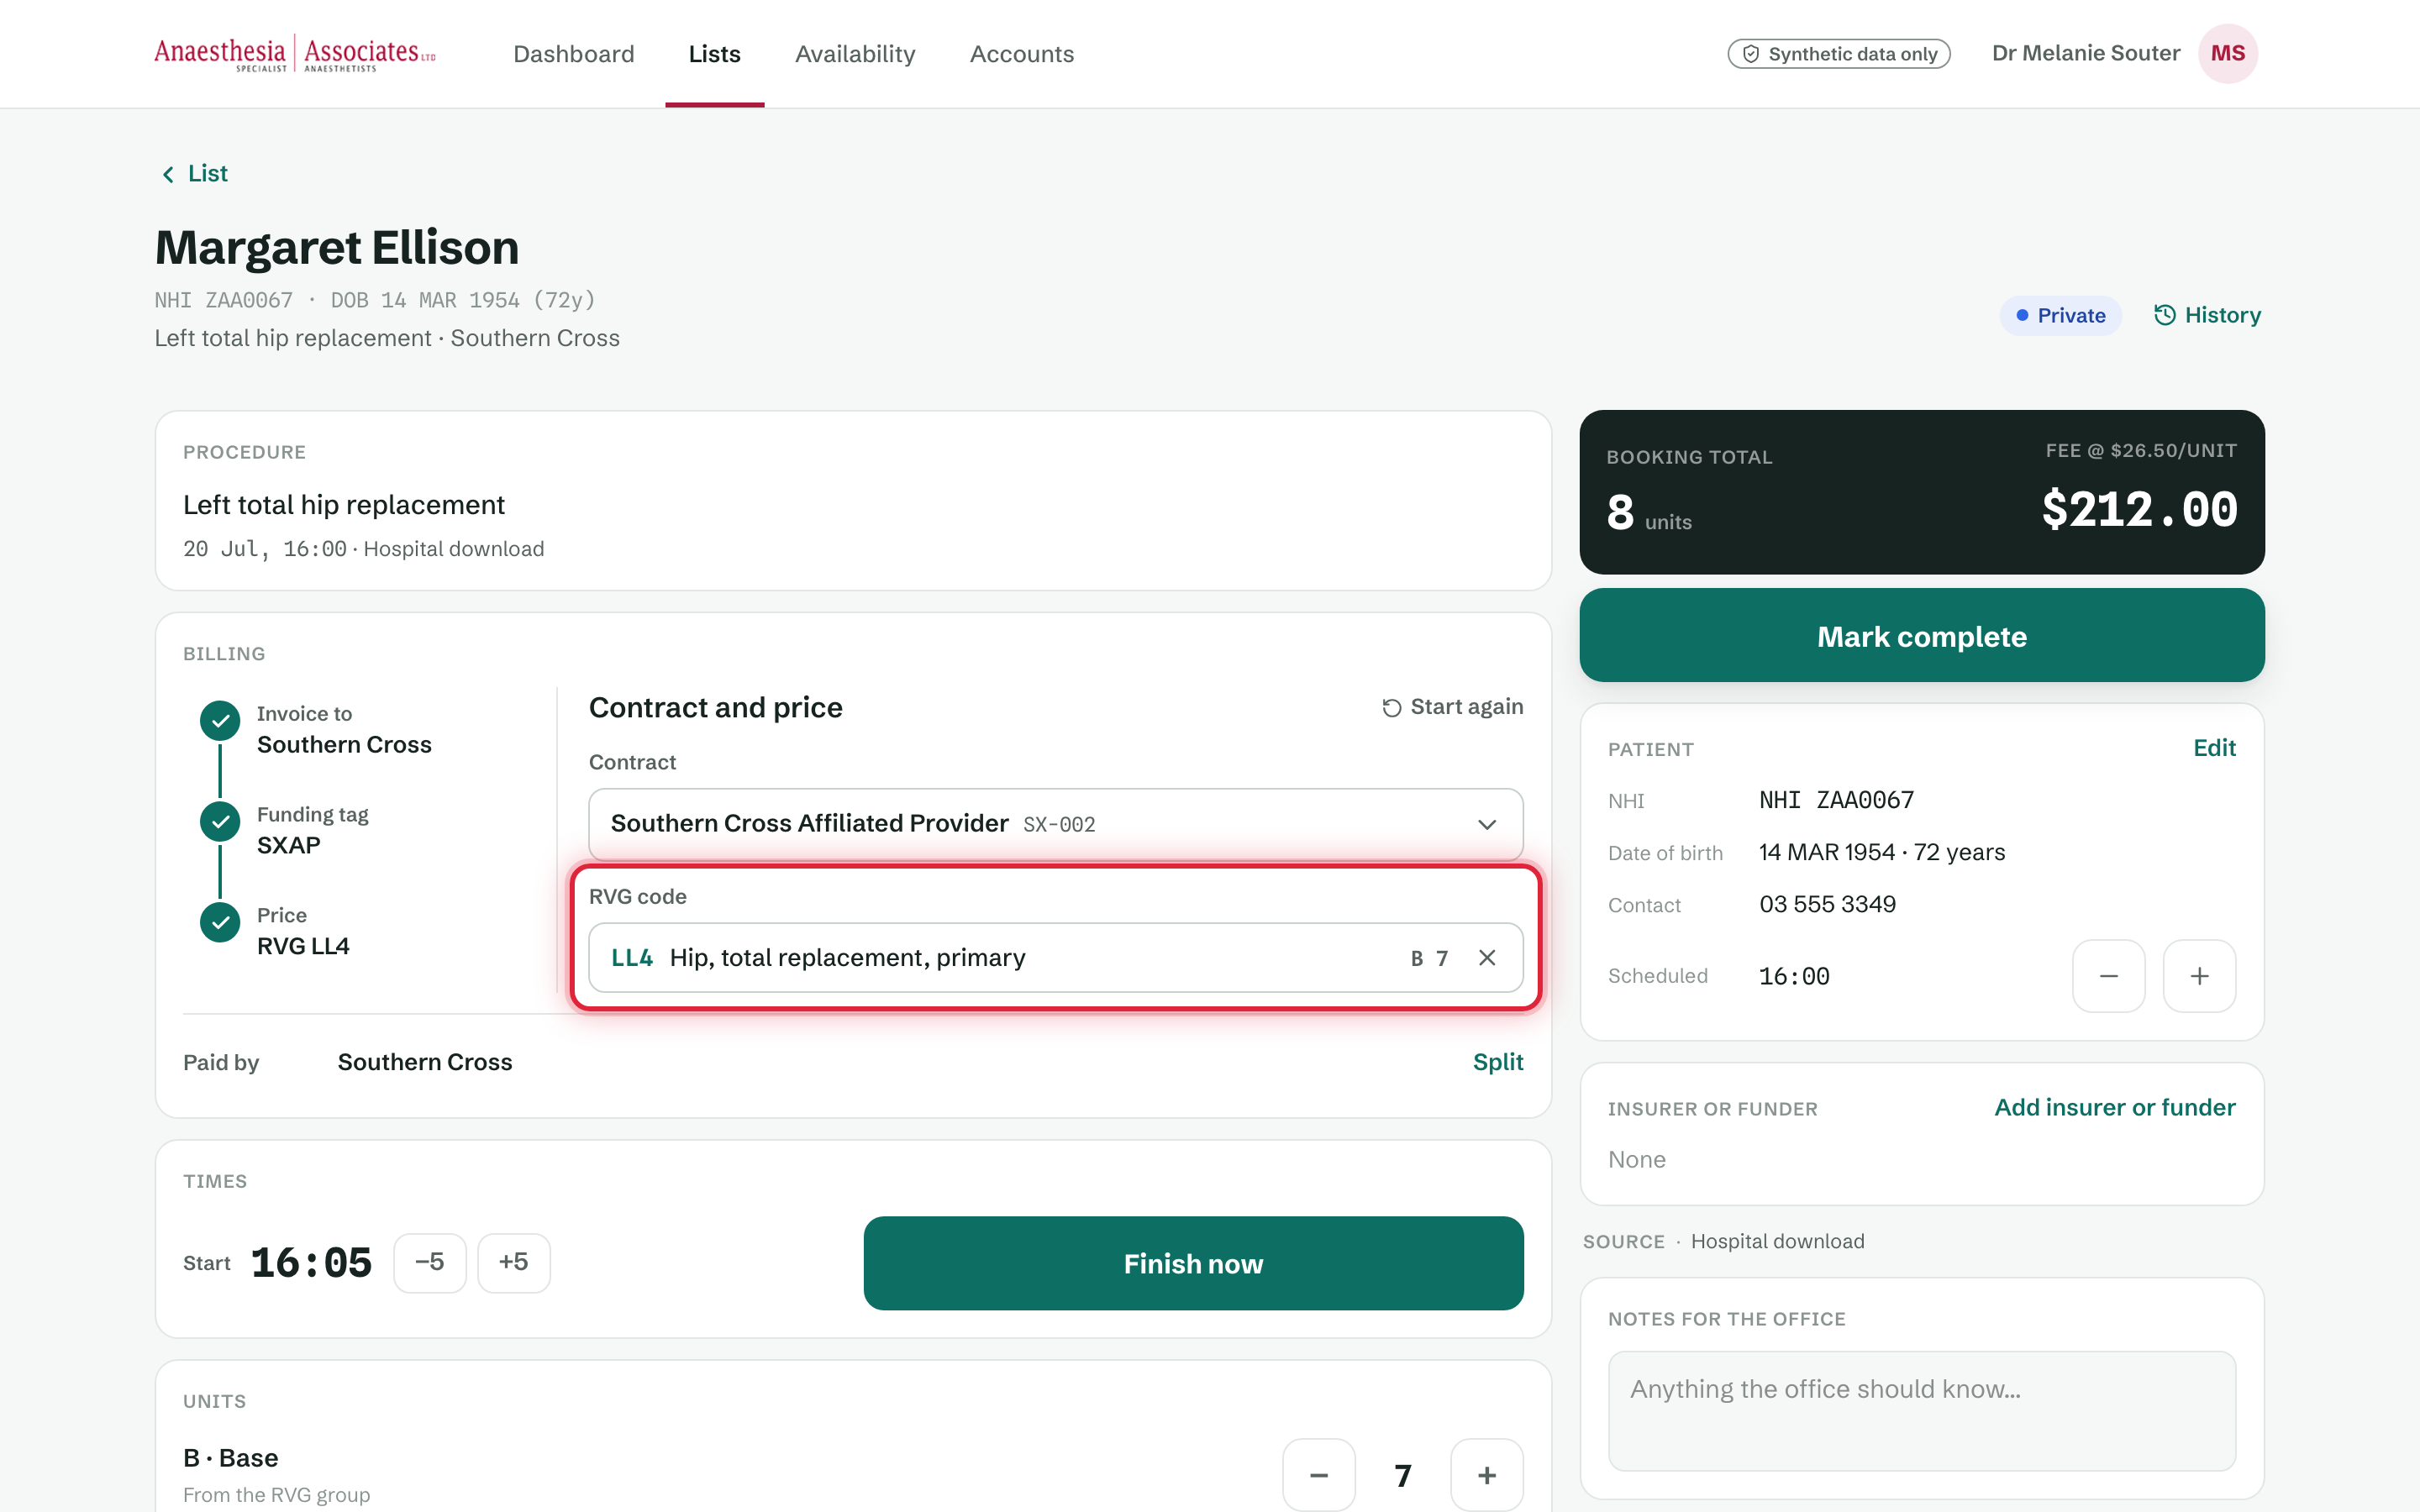 Anaesthesia | Associates LTD
SPECIALIST ANAESTHETISTS
Dashboard
Lists
Availability
Accounts
Synthetic data only
Dr Melanie Souter
MS
List
Margaret Ellison
NHI ZAA0067 · DOB 14 MAR 1954 (72y)
Left total hip replacement · Southern Cross
Private
History
PROCEDURE
Left total hip replacement
20 Jul, 16:00 · Hospital download
BILLING
Invoice to
Southern Cross
Funding tag
SXAP
Price
RVG LL4
Contract and price
Start again
Contract
Southern Cross Affiliated Provider SX-002
RVG code
LL4 Hip, total replacement, primary B 7
Paid by Southern Cross Split
TIMES
Start 16:05 −5 +5
Finish now
UNITS
B · Base
From the RVG group
− 7 +
BOOKING TOTAL
8 units
FEE @ $26.50/UNIT
$212.00
Mark complete
PATIENT Edit
NHI NHI ZAA0067
Date of birth 14 MAR 1954 · 72 years
Contact 03 555 3349
Scheduled 16:00 − +
INSURER OR FUNDER Add insurer or funder
None
SOURCE · Hospital download
NOTES FOR THE OFFICE
Anything the office should know...